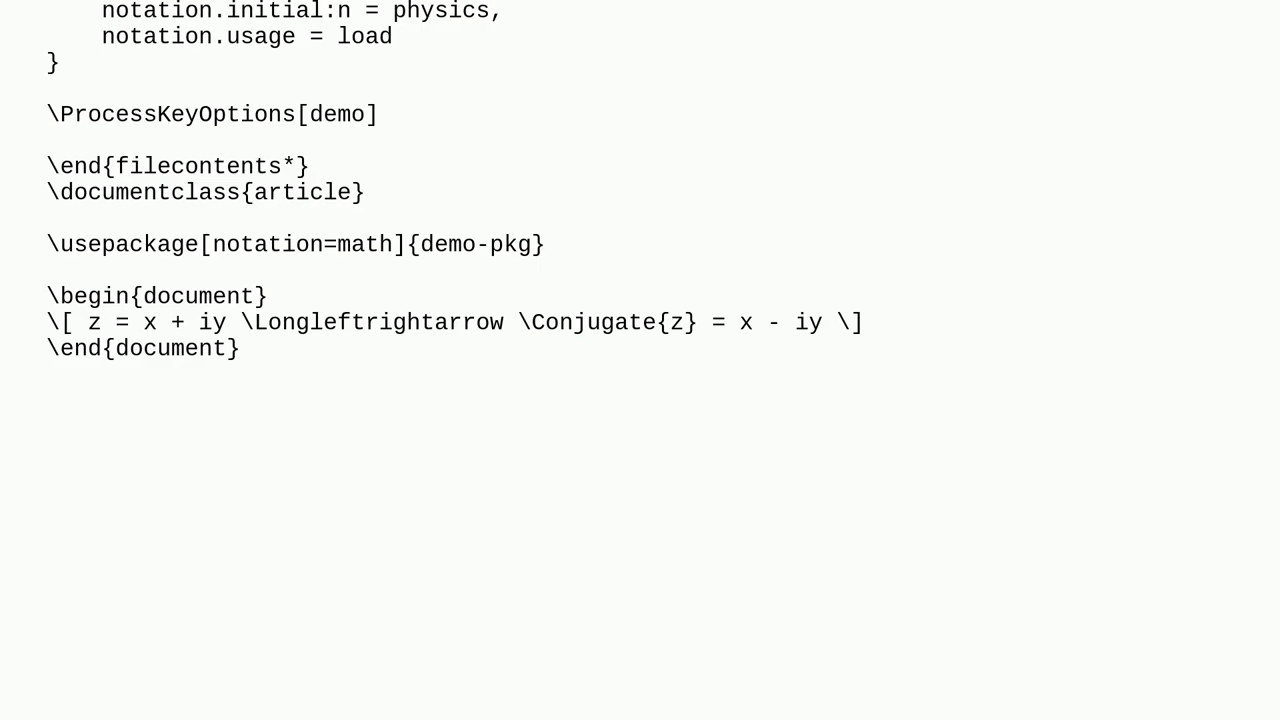 notation.initial:n = physics,
notation.usage = load
}
\ProcessKeyOptions[demo]
\end{filecontents*}
\documentclass{article}
\usepackage[notation=math]{demo-pkg}
\begin{document}
\[ z = x + iy \Longleftrightarrow \Conjugate{z} = x - iy \]
\end{document}